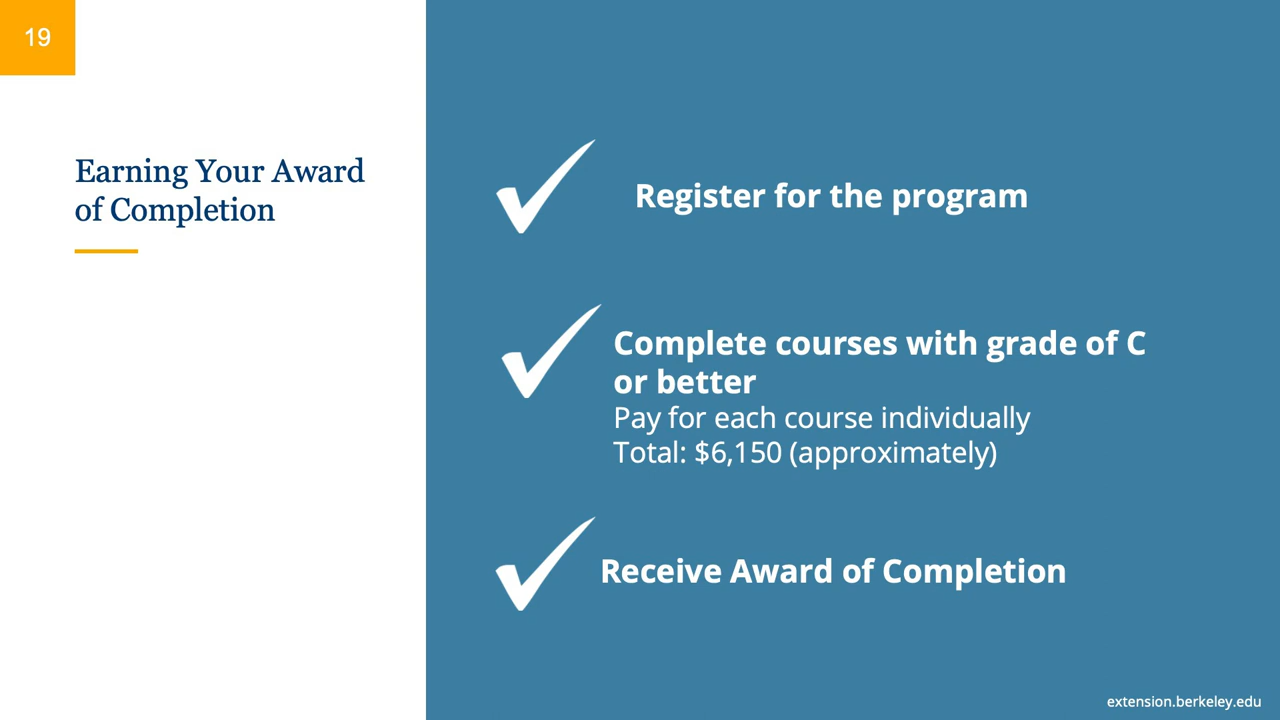 19
Earning Your Award
of Completion
Register for the program
Complete courses with grade of C
or better
Pay for each course individually
Total: $6,150 (approximately)
Receive Award of Completion
extension.berkeley.edu